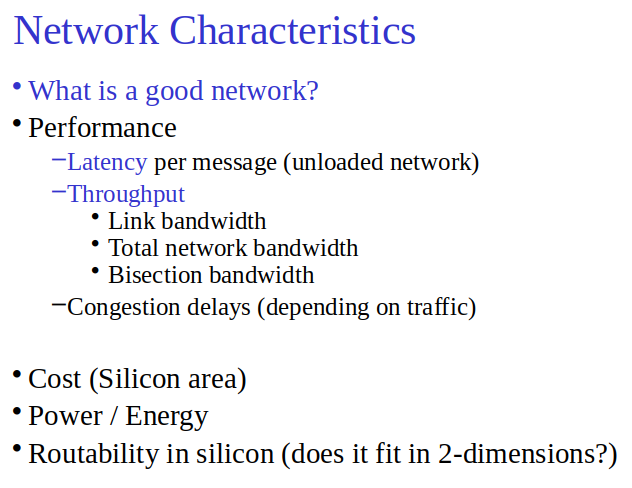 Network Characteristics
• What is a good network?
• Performance
–Latency per message (unloaded network)
–Throughput
• Link bandwidth
• Total network bandwidth
• Bisection bandwidth
–Congestion delays (depending on traffic)
• Cost (Silicon area)
• Power / Energy
• Routability in silicon (does it fit in 2-dimensions?)